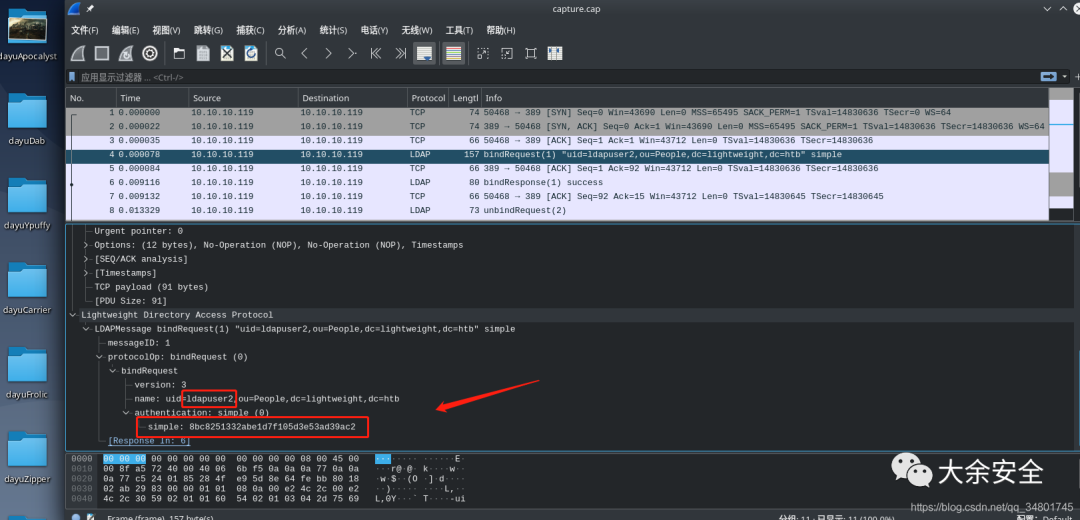 capture.cap
文件(F) 编辑(E) 视图(V) 跳转(G) 捕获(C) 分析(A) 统计(S) 电话(Y) 无线(W) 工具(T) 帮助(H)
应用显示过滤器 … <Ctrl-/>
No. Time Source Destination Protocol Lengtl Info
1 0.000000 10.10.10.119 10.10.10.119 TCP 74 50468 → 389 [SYN] Seq=0 Win=43690 Len=0 MSS=65495 SACK_PERM=1 TSval=14830636 TSecr=0 WS=64
2 0.000022 10.10.10.119 10.10.10.119 TCP 74 389 → 50468 [SYN, ACK] Seq=0 Ack=1 Win=43690 Len=0 MSS=65495 SACK_PERM=1 TSval=14830636 TSecr=14830636 WS=64
3 0.000035 10.10.10.119 10.10.10.119 TCP 66 50468 → 389 [ACK] Seq=1 Ack=1 Win=43712 Len=0 TSval=14830636 TSecr=14830636
4 0.000078 10.10.10.119 10.10.10.119 LDAP 157 bindRequest(1) "uid=ldapuser2,ou=People,dc=lightweight,dc=htb" simple
5 0.000084 10.10.10.119 10.10.10.119 TCP 66 389 → 50468 [ACK] Seq=1 Ack=92 Win=43712 Len=0 TSval=14830636 TSecr=14830636
6 0.009116 10.10.10.119 10.10.10.119 LDAP 80 bindResponse(1) success
7 0.009132 10.10.10.119 10.10.10.119 TCP 66 50468 → 389 [ACK] Seq=92 Ack=15 Win=43712 Len=0 TSval=14830645 TSecr=14830645
8 0.013329 10.10.10.119 10.10.10.119 LDAP 73 unbindRequest(2)
Urgent pointer: 0
Options: (12 bytes), No-Operation (NOP), No-Operation (NOP), Timestamps
[SEQ/ACK analysis]
[Timestamps]
TCP payload (91 bytes)
[PDU Size: 91]
Lightweight Directory Access Protocol
LDAPMessage bindRequest(1) "uid=ldapuser2,ou=People,dc=lightweight,dc=htb" simple
messageID: 1
protocolOp: bindRequest (0)
bindRequest
version: 3
name: uid=ldapuser2,ou=People,dc=lightweight,dc=htb
authentication: simple (0)
simple: 8bc8251332abe1d7f105d3e53ad39ac2
[Response In: 6]
0000 00 00 00 00 00 00 00 00 00 00 00 00 08 00 45 00 ········ ······E·
0010 00 8f a5 72 40 00 40 06 6b f5 0a 0a 0a 77 0a 0a ···r@·@· k····w··
0020 0a 77 c5 24 01 85 28 4f e9 5d 8e 64 fe bb 80 18 ·w·$··(O ·]·d····
0030 02 ab 29 83 00 00 01 01 08 0a 00 e2 4c 2c 00 e2 ··)····· ····L,··
0040 4c 2c 30 59 02 01 01 60 54 02 01 03 04 2d 75 69 L,0Y···` T····-ui
Frame (frame), 157 byte(s)
分组: 11 · 已显示: 11 (100.0%)
配置: Default
dayuApocalyst
dayuDab
dayuYpuffy
dayuCarrier
dayuFrolic
dayuZipper
大余安全
https://blog.csdn.net/qq_34801745